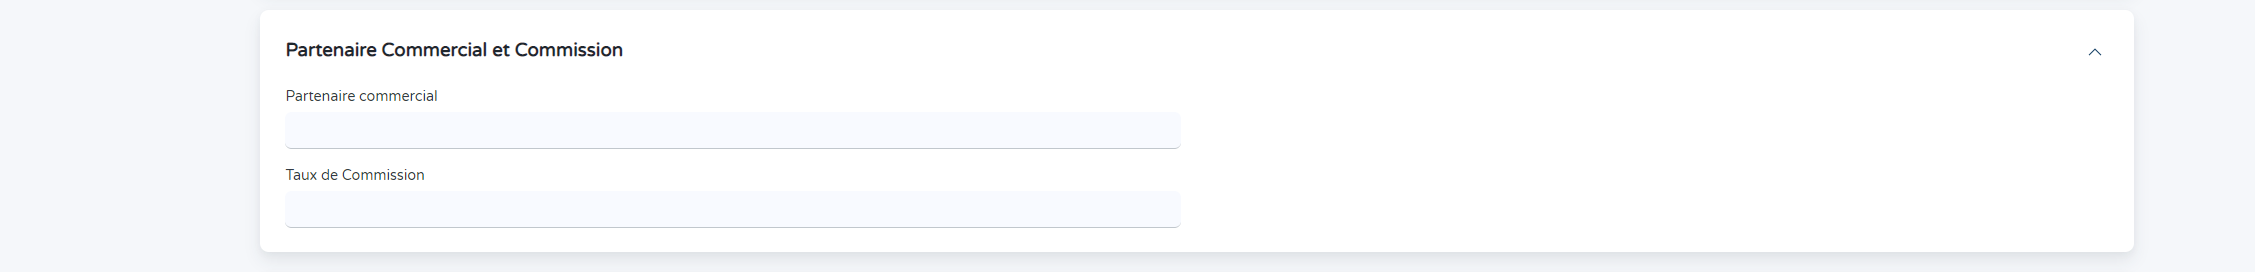 Partenaire Commercial et Commission
Partenaire commercial
Taux de Commission